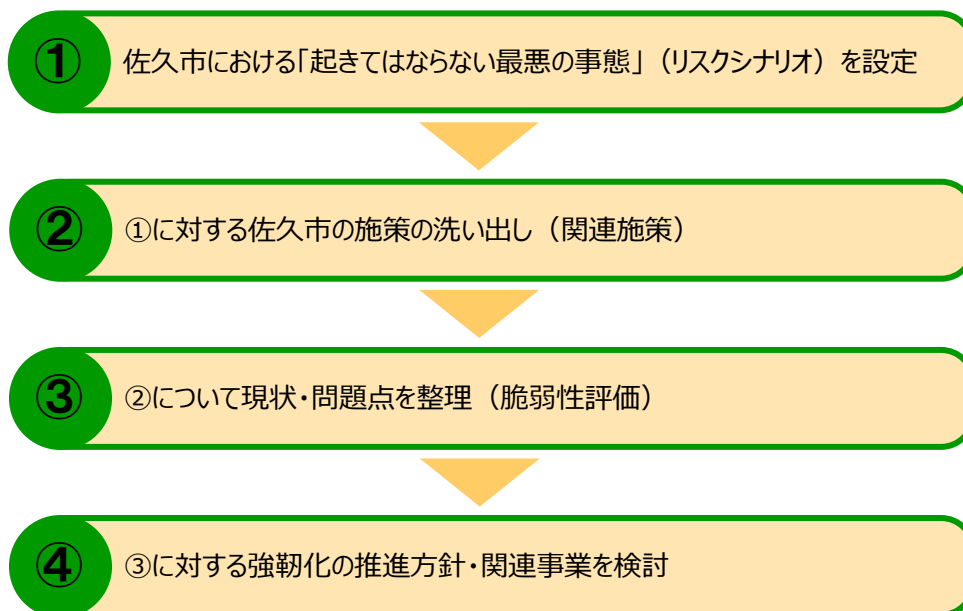 ① 佐久市における「起きてはならない最悪の事態」（リスクシナリオ）を設定
② ①に対する佐久市の施策の洗い出し（関連施策）
③ ②について現状・問題点を整理（脆弱性評価）
④ ③に対する強靭化の推進方針・関連事業を検討